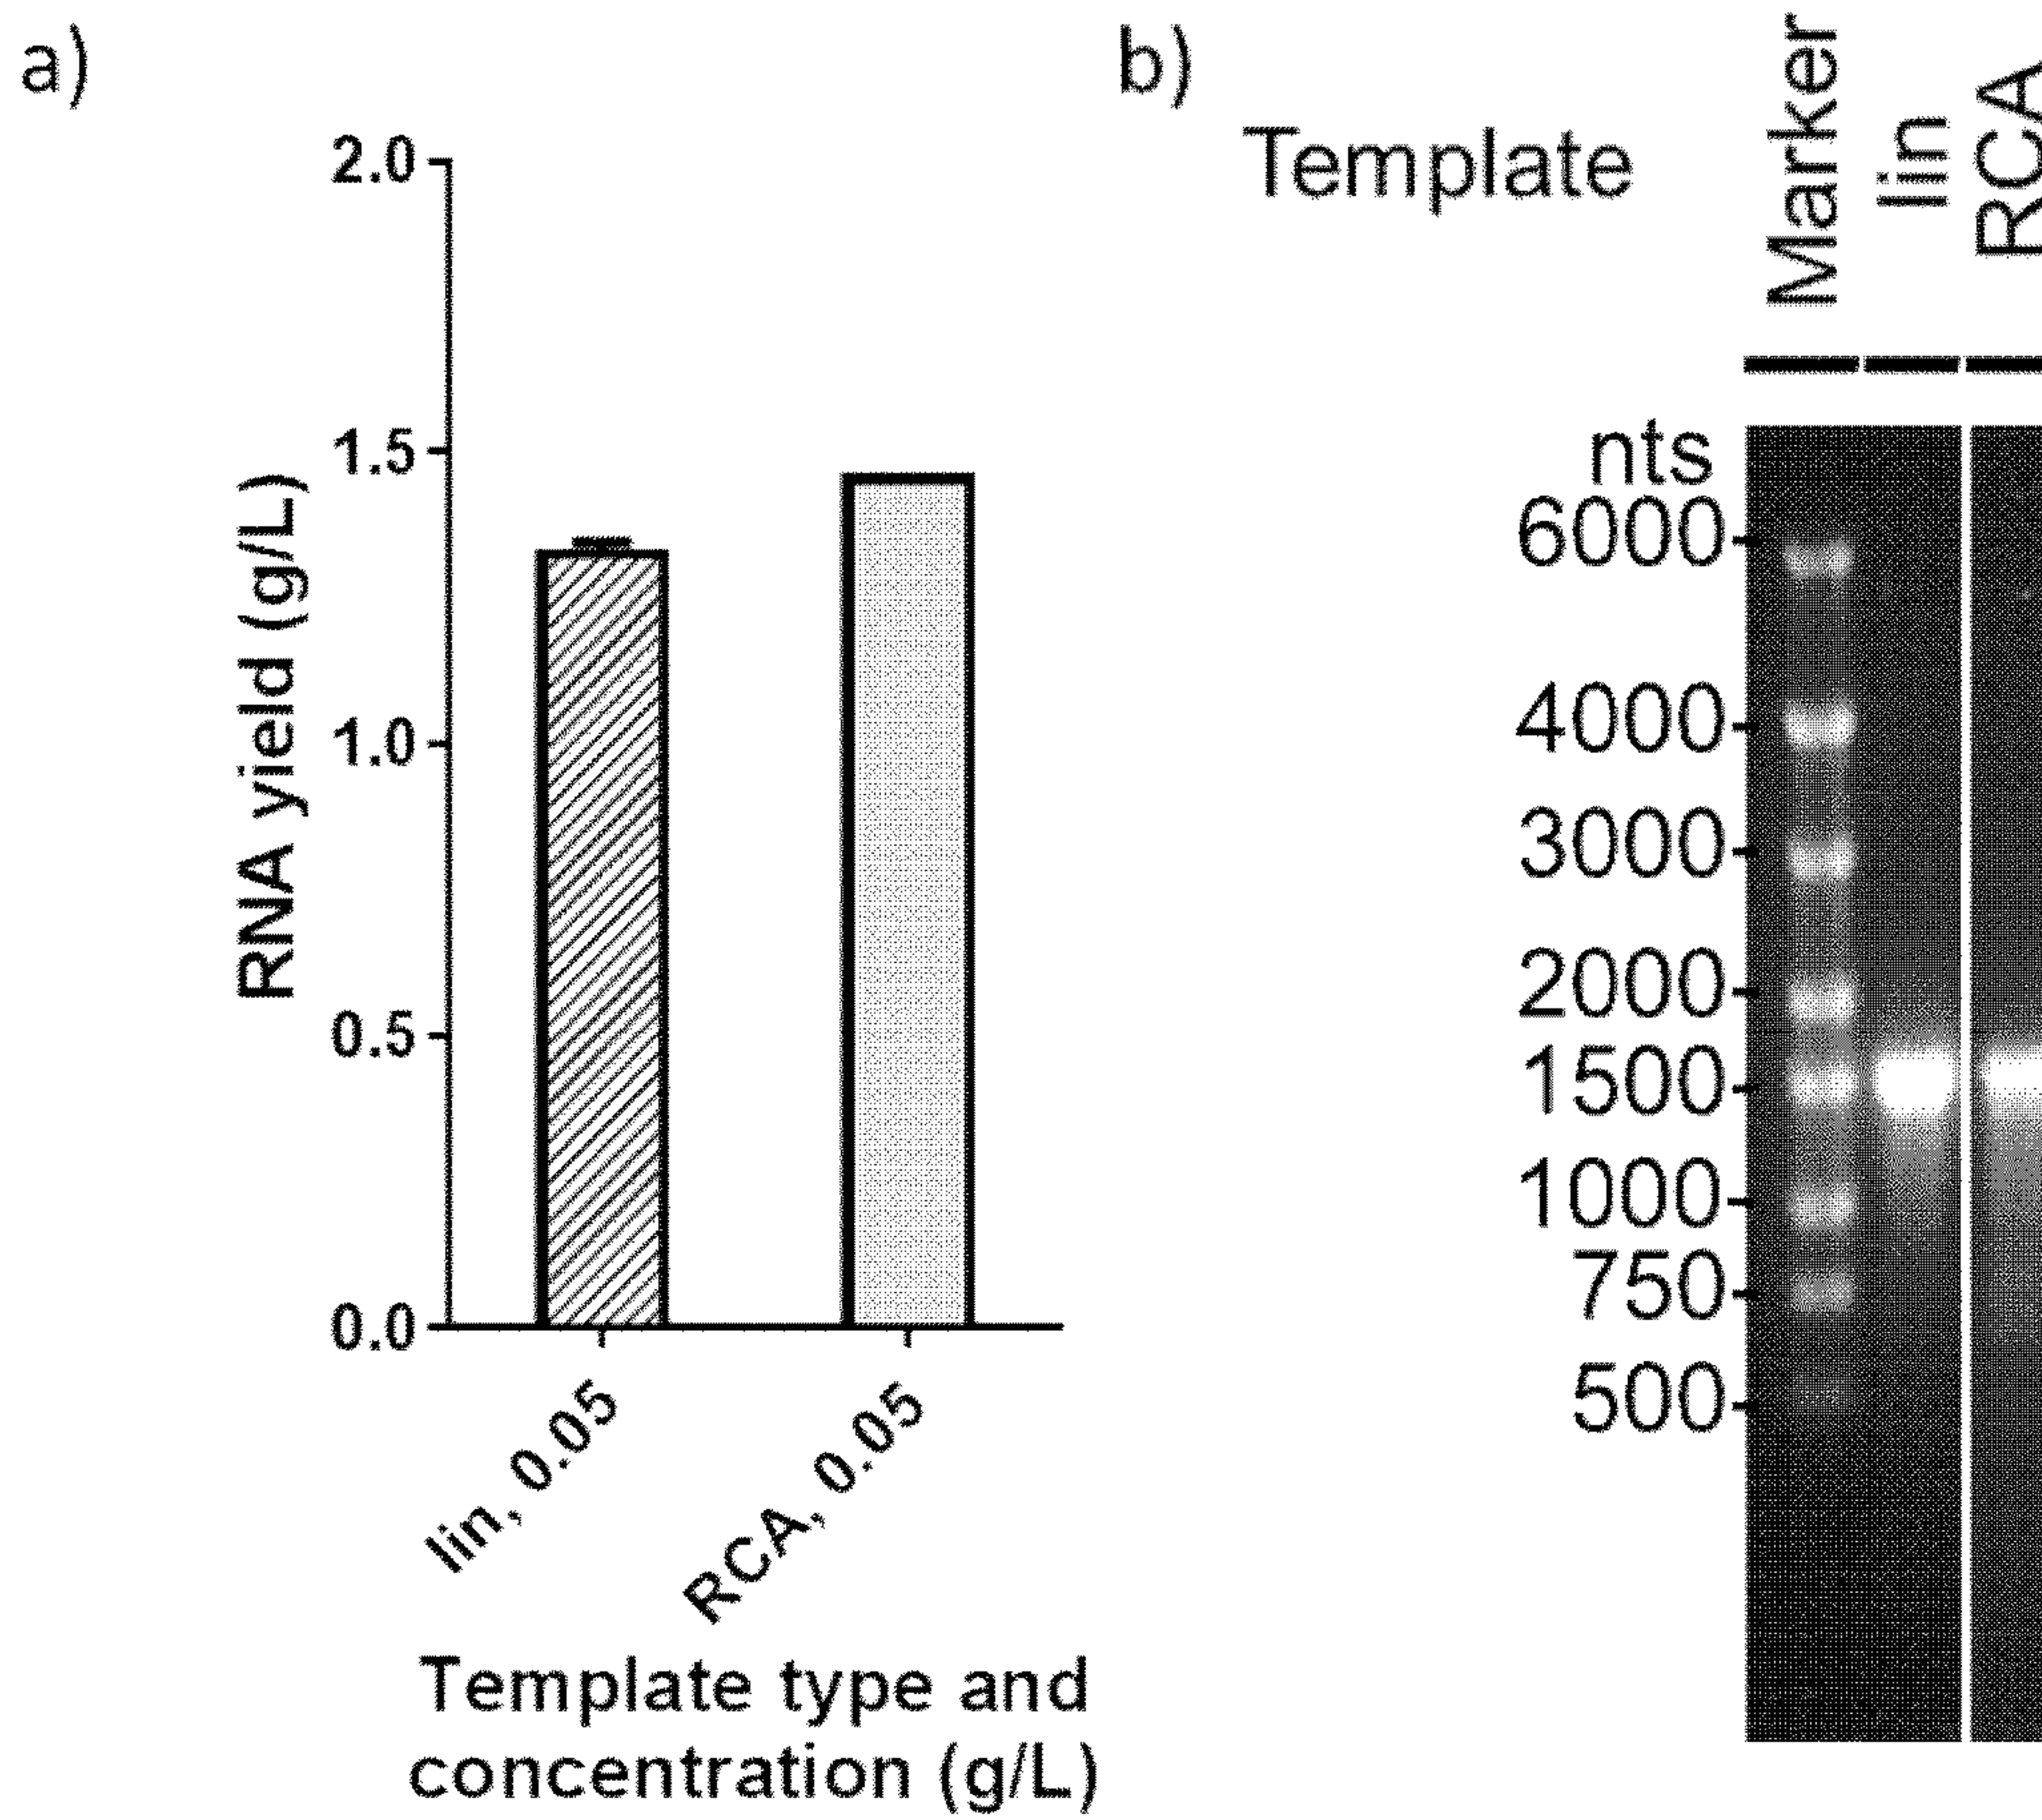 a)
2.0
1.5
1.0
0.5
0.0
RNA yield (g/L)
lin, 0.05
RCA, 0.05
Template type and
concentration (g/L)
b)
Template
Marker
lin
RCA
nts
6000
4000
3000
2000
1500
1000
750
500